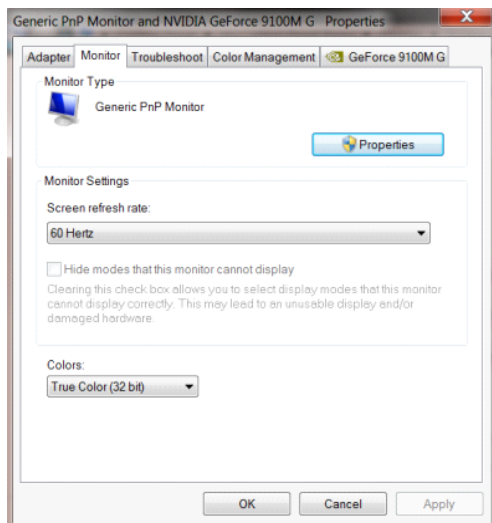 Generic PnP Monitor and NVIDIA GeForce 9100M G Properties
Adapter Monitor Troubleshoot Color Management GeForce 9100M G
Monitor Type
Generic PnP Monitor
Properties
Monitor Settings
Screen refresh rate:
60 Hertz
Hide modes that this monitor cannot display
Clearing this check box allows you to select display modes that this monitor
cannot display correctly. This may lead to an unusable display and/or
damaged hardware.
Colors:
True Color (32 bit)
OK Cancel Apply